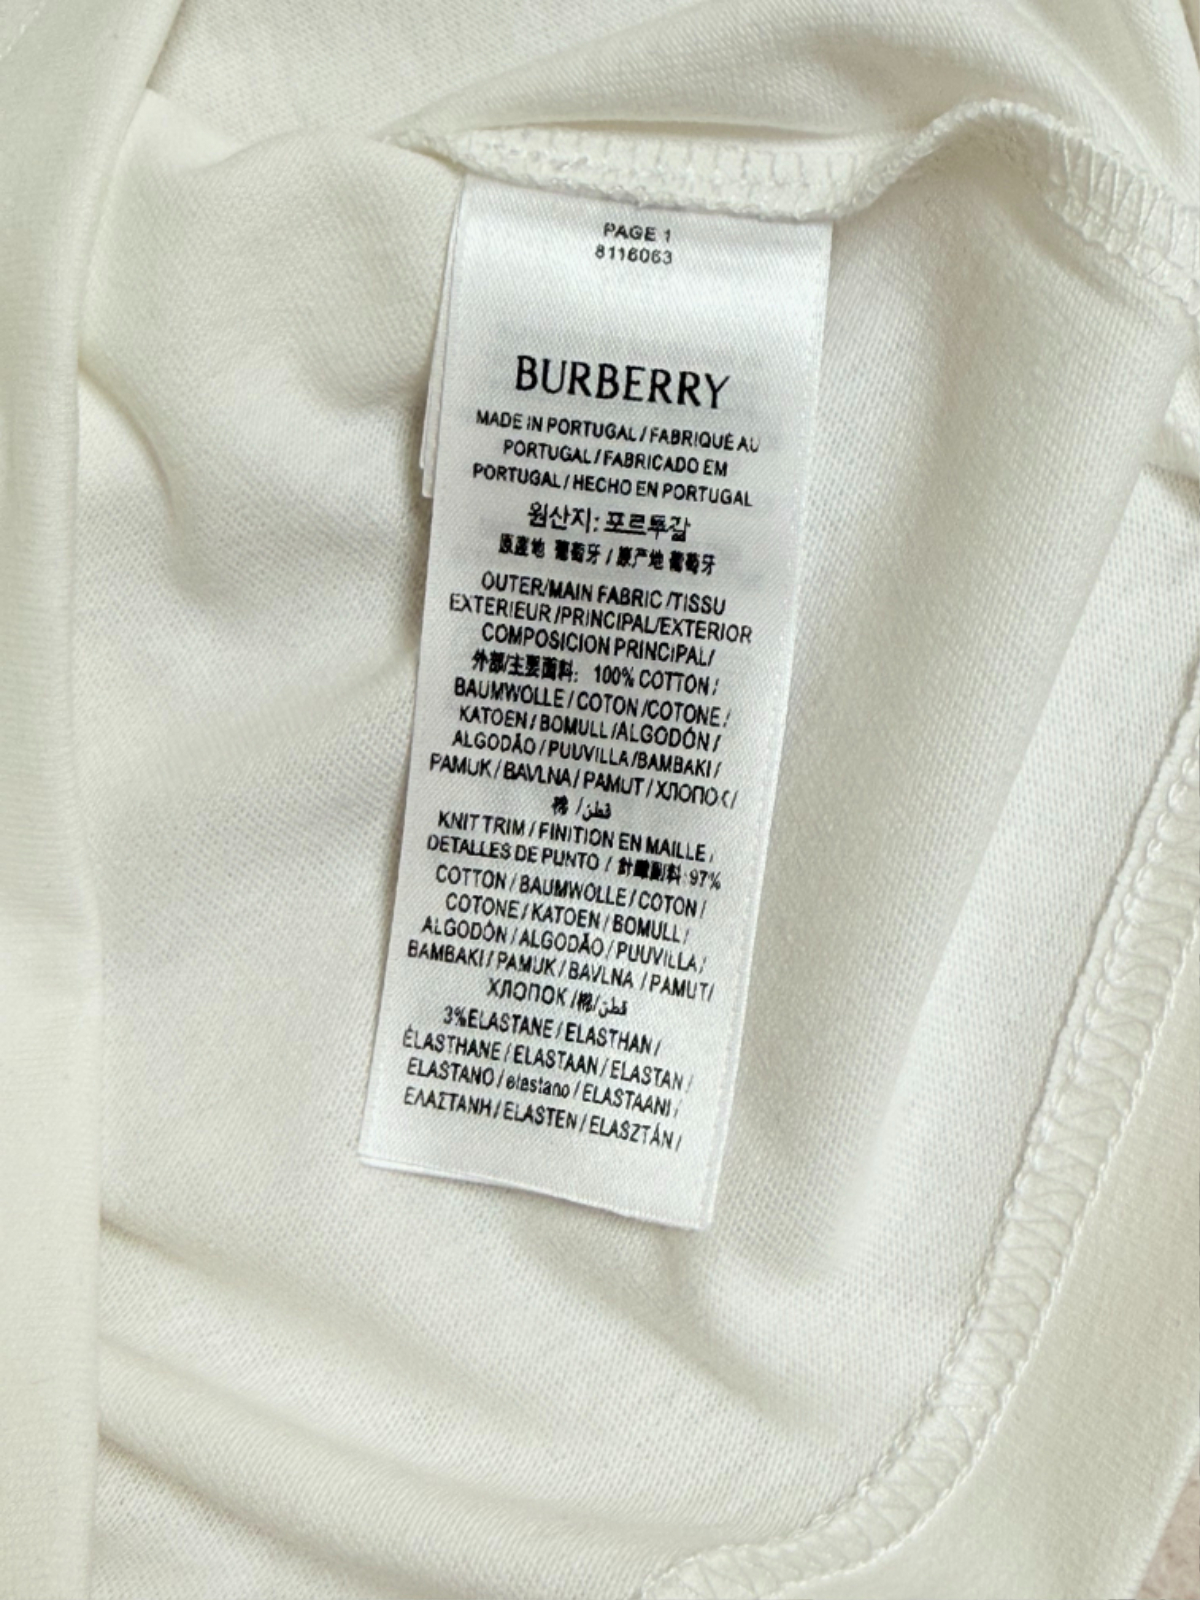 PAGE 1
8116063
BURBERRY
MADE IN PORTUGAL / FABRIQUÉ AU
PORTUGAL / FABRICADO EM
PORTUGAL / HECHO EN PORTUGAL
원산지: 포르투갈
原產地 葡萄牙 / 原产地 葡萄牙
OUTER/MAIN FABRIC /TISSU
EXTERIEUR /PRINCIPAL/EXTERIOR
COMPOSICION PRINCIPAL/
外部/主要面料: 100% COTTON /
BAUMWOLLE / COTON /COTONE /
KATOEN / BOMULL /ALGODÓN /
ALGODÃO / PUUVILLA /BAMBAKI /
PAMUK / BAVLNA / PAMUT / ХЛОПОК /
棉 / قطن
KNIT TRIM / FINITION EN MAILLE /
DETALLES DE PUNTO / 針織副料:97%
COTTON / BAUMWOLLE / COTON /
COTONE / KATOEN / BOMULL /
ALGODÓN / ALGODÃO / PUUVILLA /
BAMBAKI / PAMUK / BAVLNA / PAMUT/
ХЛОПОК /棉/ قطن
3%ELASTANE / ELASTHAN /
ÉLASTHANE / ELASTAAN / ELASTAN /
ELASTANO / elastano / ELASTAANI /
ΕΛΑΣΤΑΝΗ / ELASTEN / ELASZTÁN /